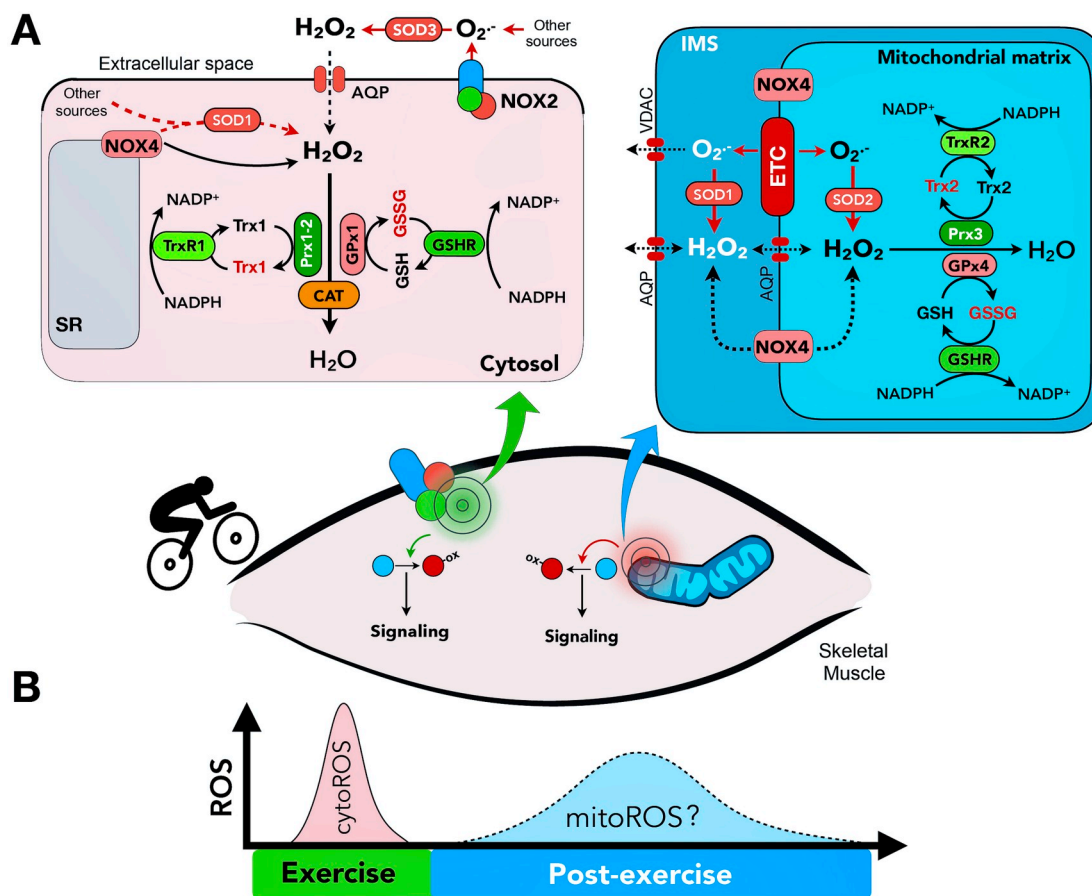 A
Extracellular space
H₂O₂
SOD3
O₂·⁻
Other
sources
AQP
NOX2
Other
sources
SOD1
NOX4
H₂O₂
NADP⁺
TrxR1
NADPH
Trx1
Trx1
Prx1-2
GPx1
GSSG
GSH
GSHR
NADP⁺
NADPH
CAT
H₂O
SR
Cytosol
IMS
Mitochondrial matrix
VDAC
NOX4
O₂·⁻
ETC
O₂·⁻
SOD1
SOD2
H₂O₂
H₂O₂
AQP
AQP
NOX4
NADP⁺
NADPH
TrxR2
Trx2
Trx2
Prx3
H₂O
GPx4
GSH
GSSG
GSHR
NADPH
NADP⁺
ox
Signaling
ox
Signaling
Skeletal
Muscle
B
ROS
cytoROS
mitoROS?
Exercise
Post-exercise